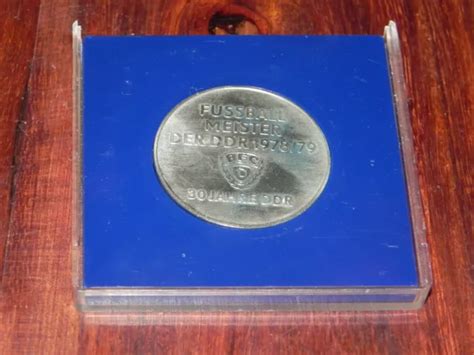 FUSSBALL
MEISTER
DER DDR 1978/79
BFC
30 JAHRE DDR